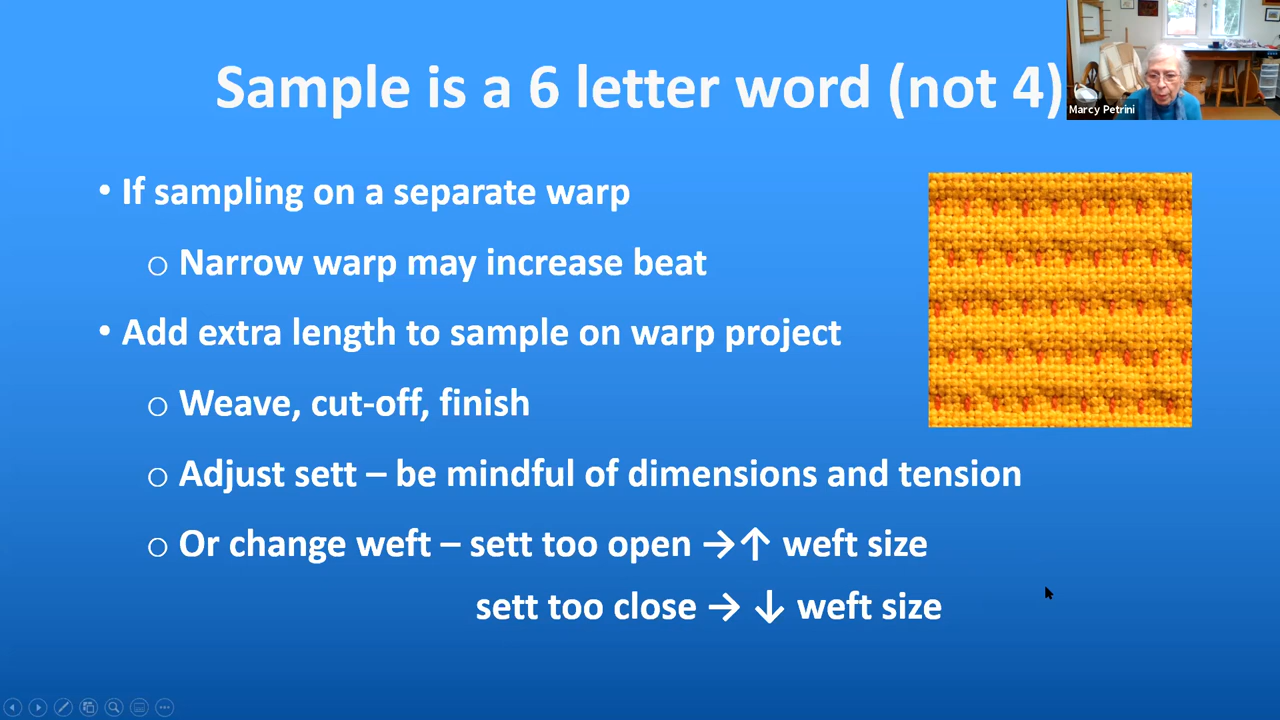 Sample is a 6 letter word (not 4)
Marcy Petrini
• If sampling on a separate warp
o Narrow warp may increase beat
• Add extra length to sample on warp project
o Weave, cut-off, finish
o Adjust sett – be mindful of dimensions and tension
o Or change weft – sett too open →↑ weft size
sett too close → ↓ weft size